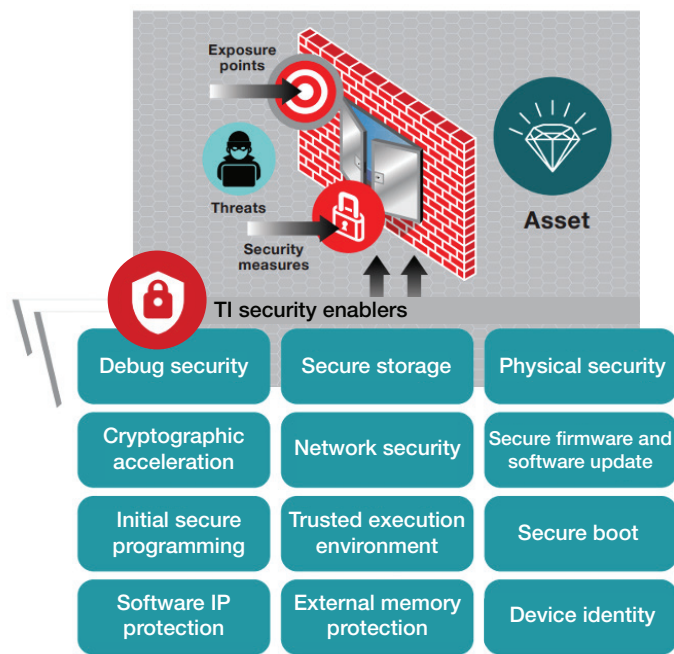 Exposure
points
Threats
Security
measures
Asset
TI security enablers
Debug security
Secure storage
Physical security
Cryptographic
acceleration
Network security
Secure firmware and
software update
Initial secure
programming
Trusted execution
environment
Secure boot
Software IP
protection
External memory
protection
Device identity